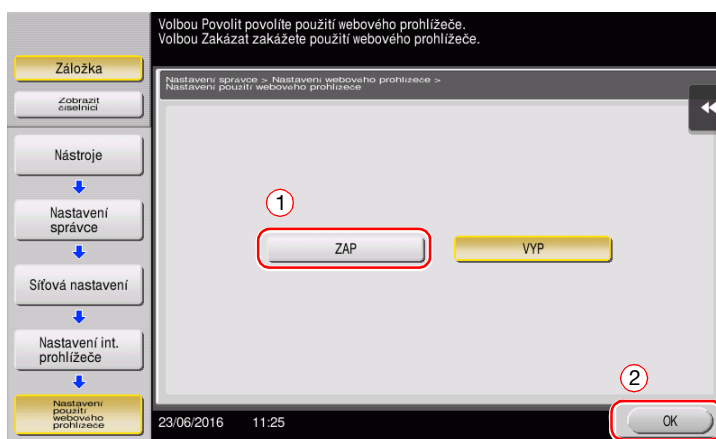 Volbou Povolit povolíte použití webového prohlížeče.
Volbou Zakázat zakážete použití webového prohlížeče.
Záložka
Zobrazit
číselníci
Nastavení správce > Nastavení webového prohlížeče >
Nastavení použití webového prohlížeče
Nástroje
Nastavení
správce
Síťová nastavení
Nastavení int.
prohlížeče
Nastavení
použití
webového
prohlížeče
1
ZAP
VYP
2
23/06/2016 11:25
OK